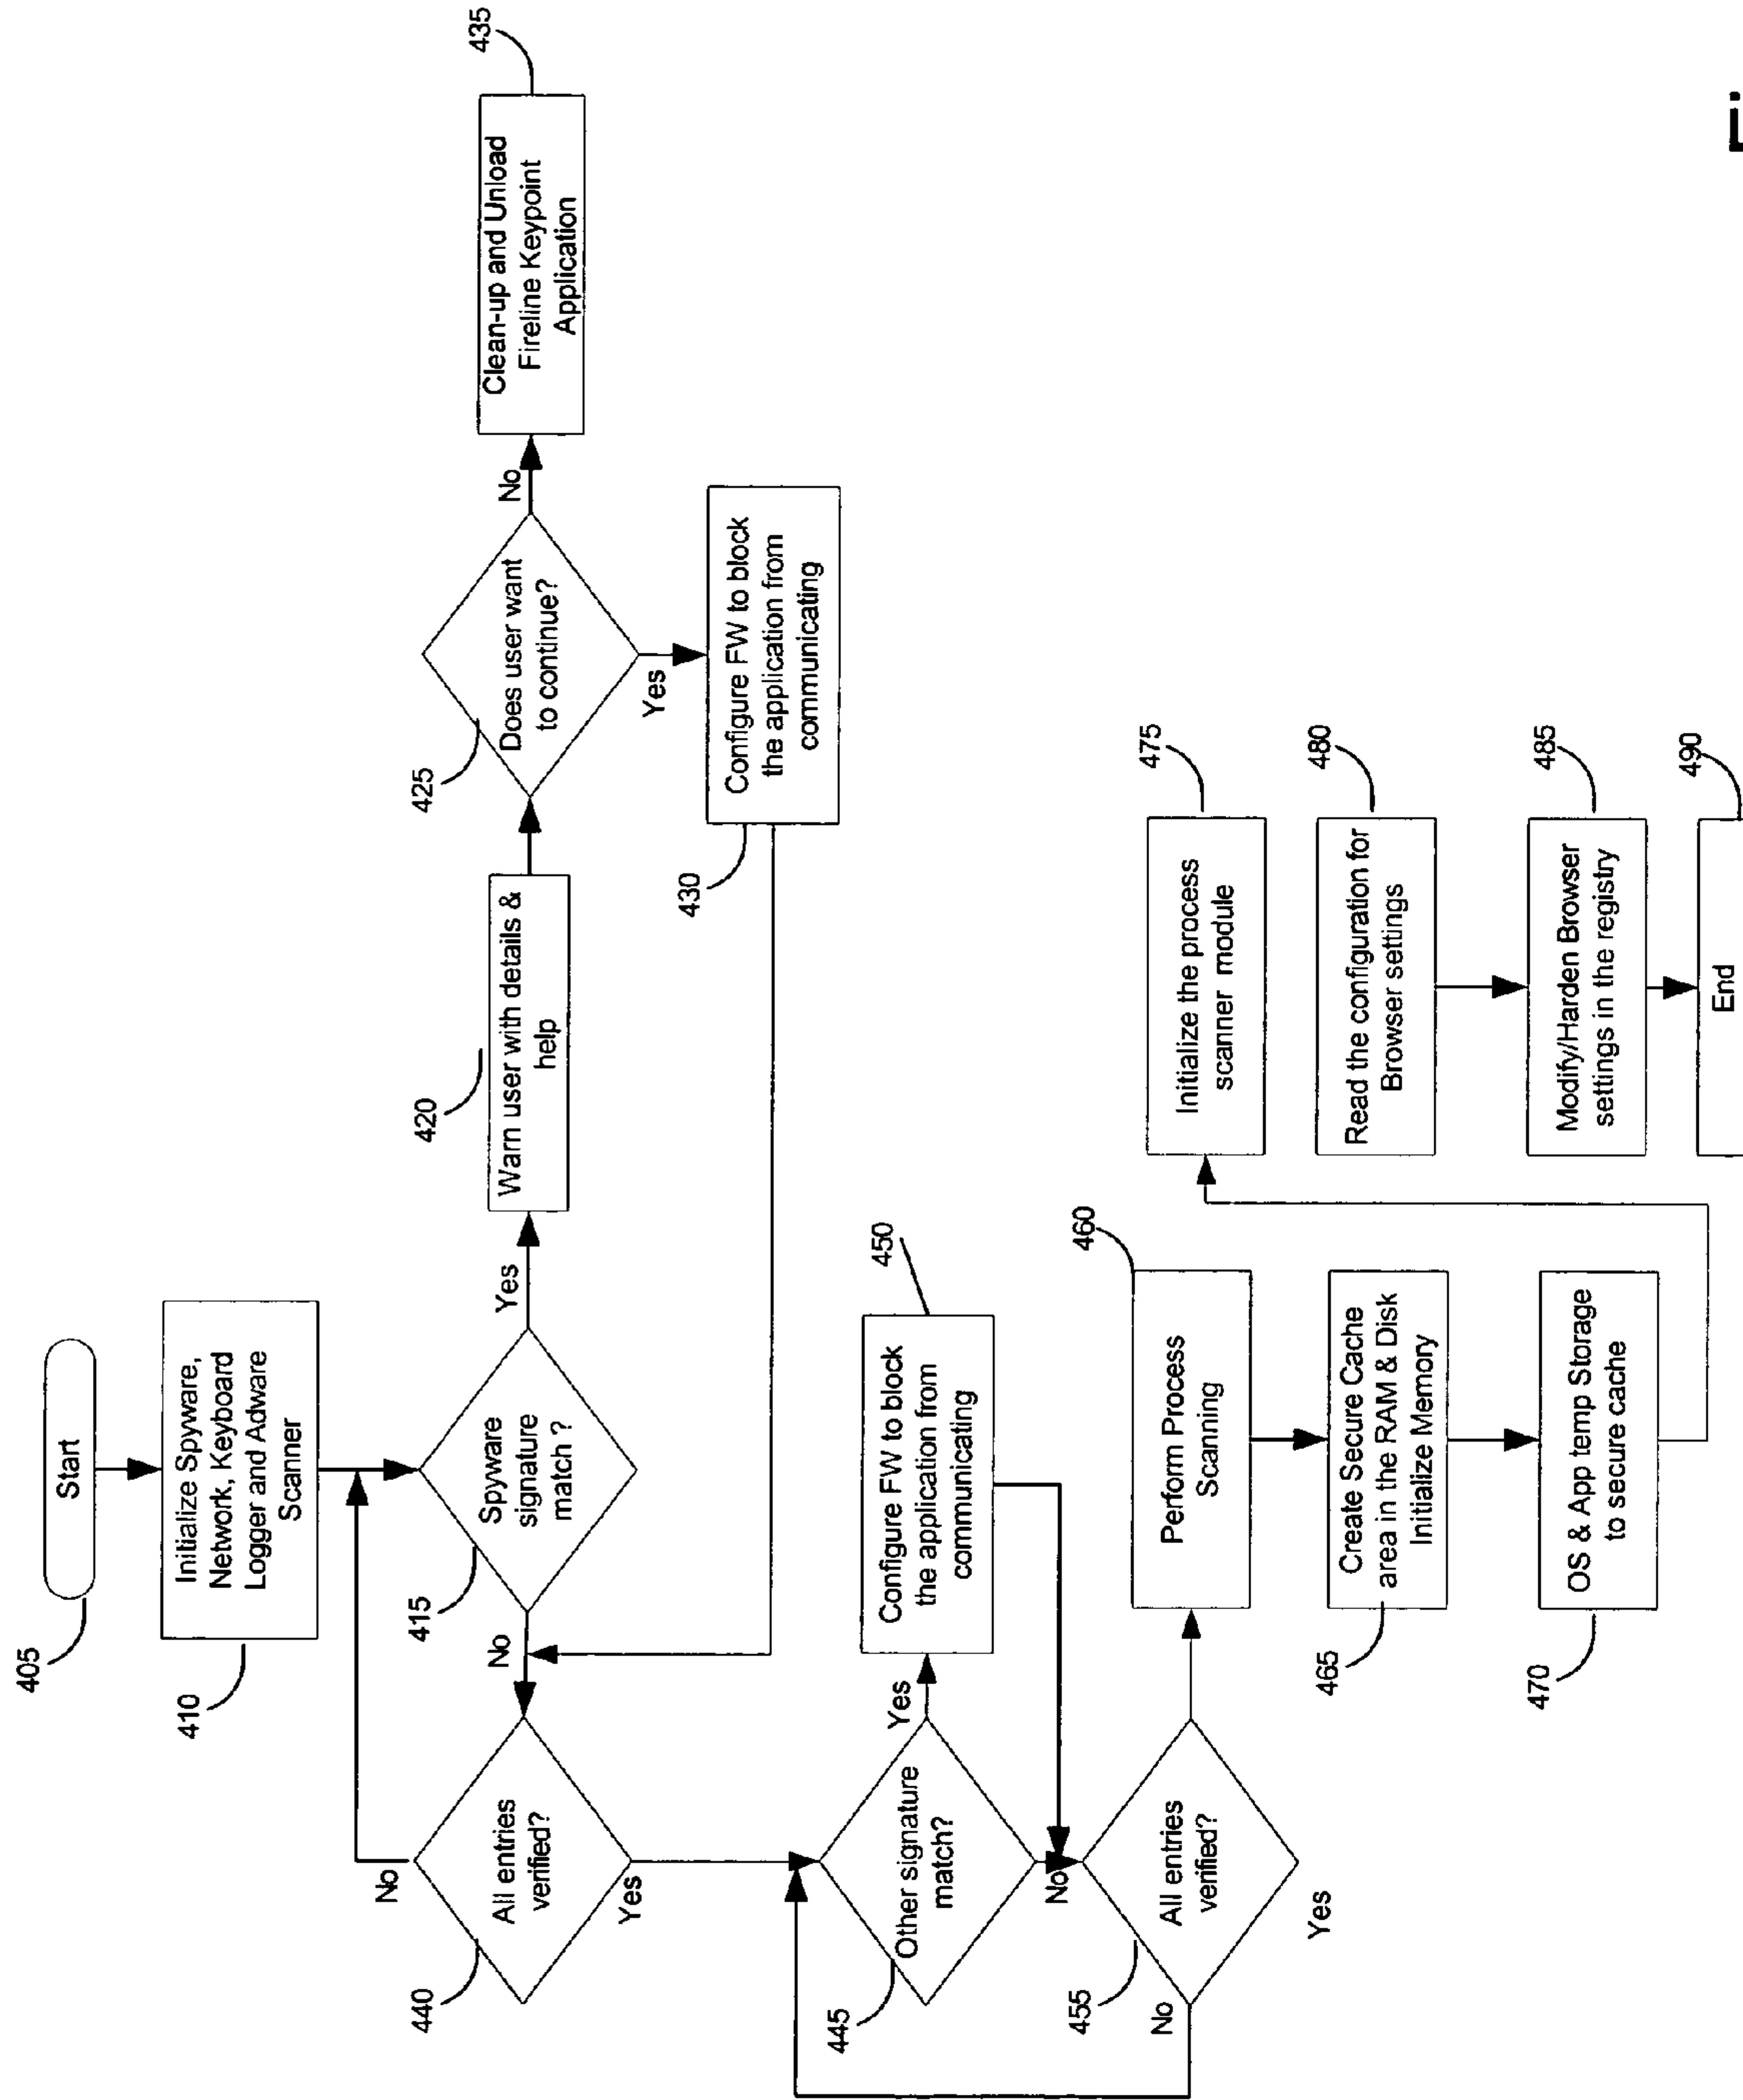 405
Start
410
Initialize Spyware,
Network, Keyboard
Logger and Adware
Scanner
415
Spyware
signature
match ?
Yes
No
420
Warn user with details &
help
425
Does user want
to continue?
No
Yes
435
Clean-up and Unload
Fireline Keypoint
Application
430
Configure FW to block
the application from
communicating
440
All entries
verified?
No
Yes
445
Other signature
match?
Yes
No
450
Configure FW to block
the application from
communicating
455
All entries
verified?
No
Yes
460
Perform Process
Scanning
465
Create Secure Cache
area in the RAM & Disk
Initialize Memory
470
OS & App temp Storage
to secure cache
475
Initialize the process
scanner module
480
Read the configuration for
Browser settings
485
Modify/Harden Browser
settings in the registry
490
End